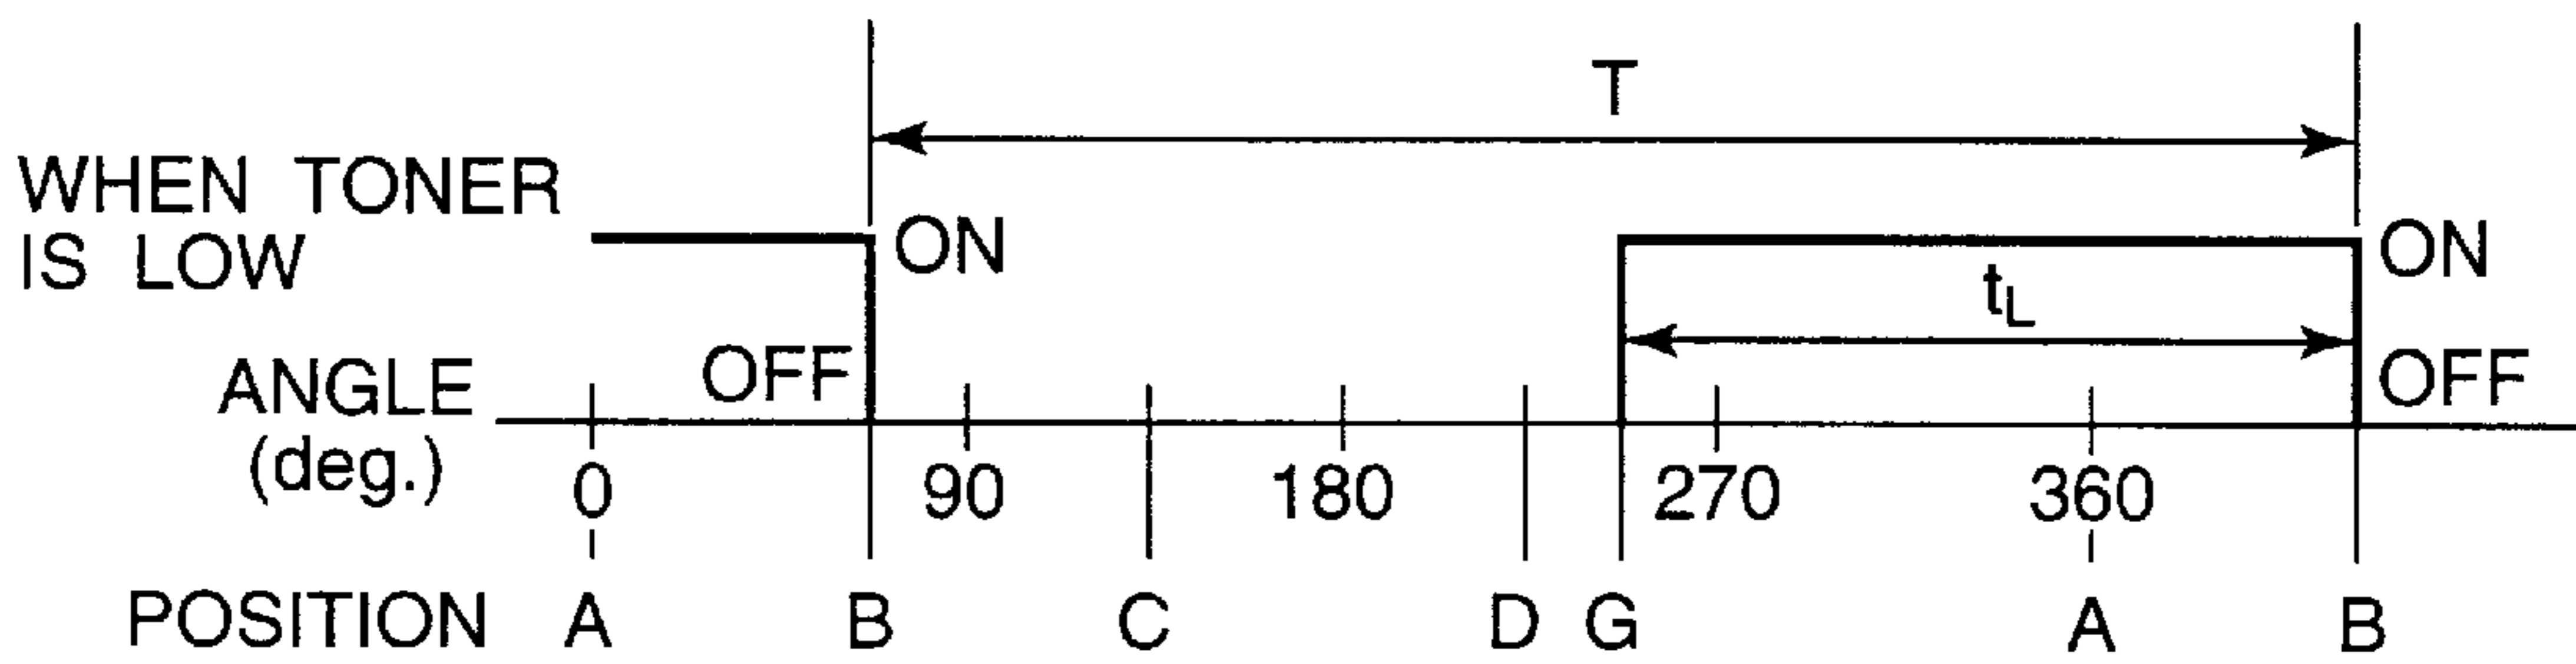 T
WHEN TONER
IS LOW
ON
ON
tL
OFF
OFF
ANGLE
(deg.)
0
90
180
270
360
POSITION A B C D G A B